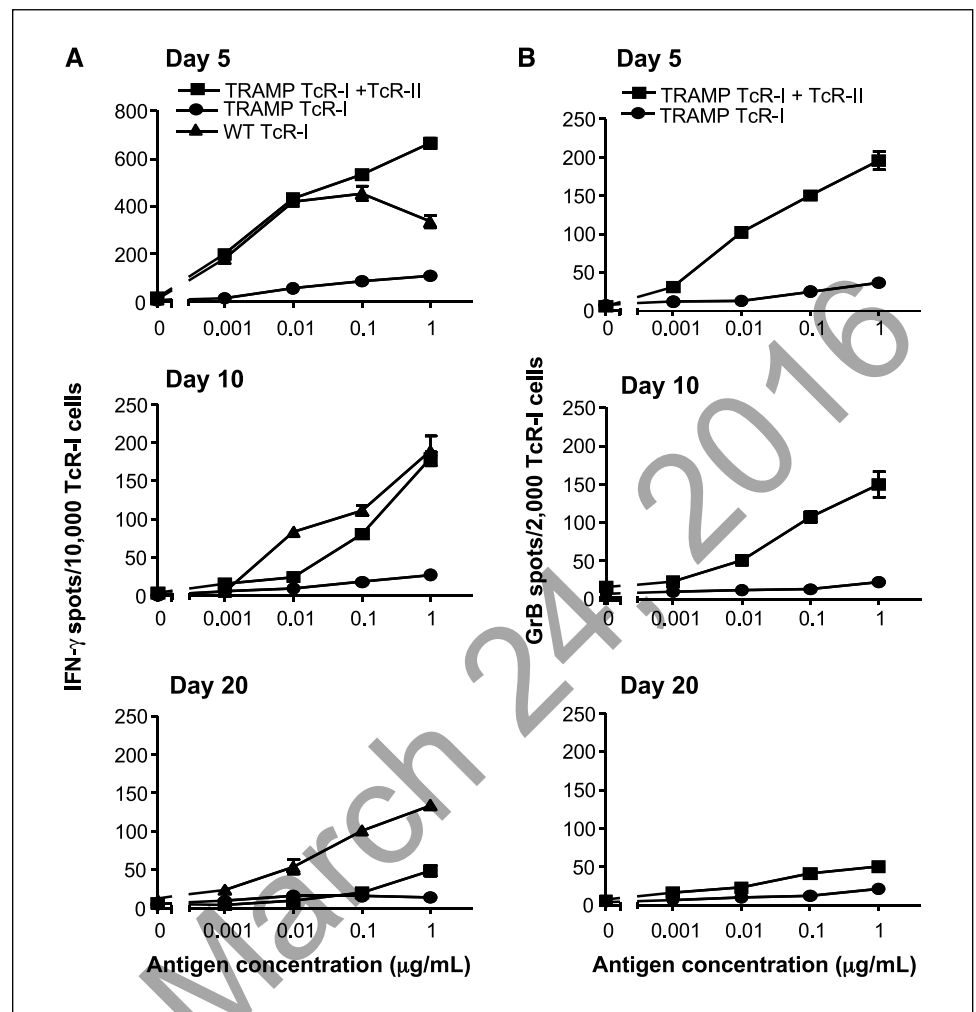 A
Day 5
TRAMP TcR-I +TcR-II
TRAMP TcR-I
WT TcR-I
800
600
400
200
0
0 0.001 0.01 0.1 1
Day 10
250
200
150
100
50
0
0 0.001 0.01 0.1 1
Day 20
250
200
150
100
50
0
0 0.001 0.01 0.1 1
IFN-γ spots/10,000 TcR-I cells
Antigen concentration (μg/mL)
B
Day 5
TRAMP TcR-I + TcR-II
TRAMP TcR-I
250
200
150
100
50
0
0 0.001 0.01 0.1 1
Day 10
250
200
150
100
50
0
0 0.001 0.01 0.1 1
Day 20
250
200
150
100
50
0
0 0.001 0.01 0.1 1
GrB spots/2,000 TcR-I cells
Antigen concentration (μg/mL)
March 24, 2016